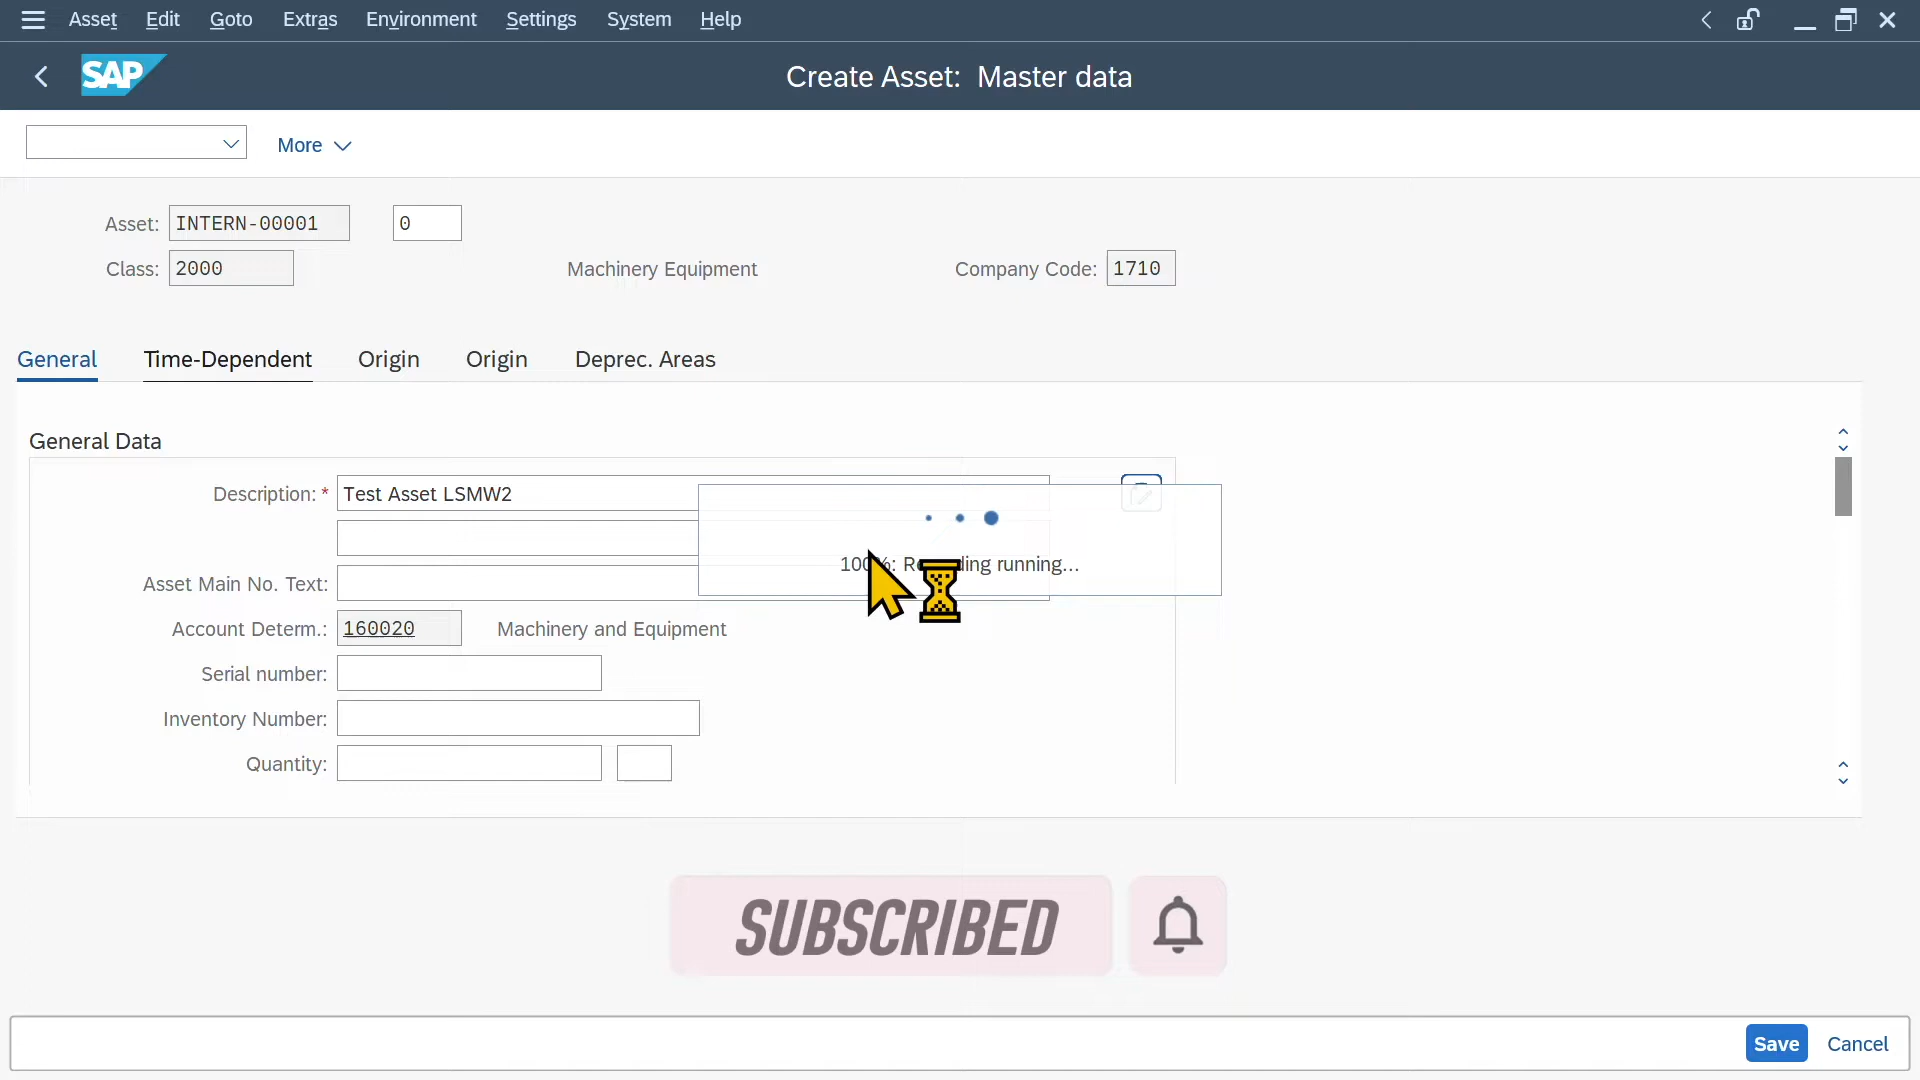 Asset Edit Goto Extras Environment Settings System Help
SAP Create Asset: Master data
More
Asset: INTERN-00001 0
Class: 2000 Machinery Equipment Company Code: 1710
General Time-Dependent Origin Origin Deprec. Areas
General Data
Description: * Test Asset LSMW2
100%: running...
Asset Main No. Text:
Account Determ.: 160020 Machinery and Equipment
Serial number:
Inventory Number:
Quantity:
SUBSCRIBED
Save Cancel